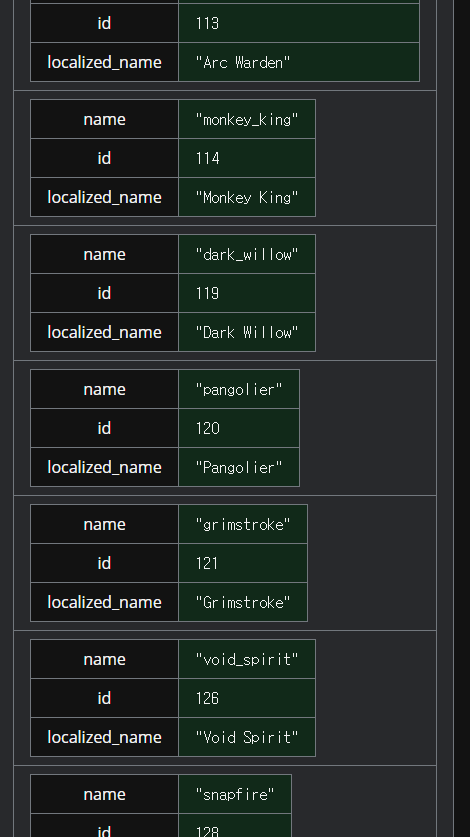 id 113
localized_name "Arc Warden"
name "monkey_king"
id 114
localized_name "Monkey King"
name "dark_willow"
id 119
localized_name "Dark Willow"
name "pangolier"
id 120
localized_name "Pangolier"
name "grimstroke"
id 121
localized_name "Grimstroke"
name "void_spirit"
id 126
localized_name "Void Spirit"
name "snapfire"
id 128